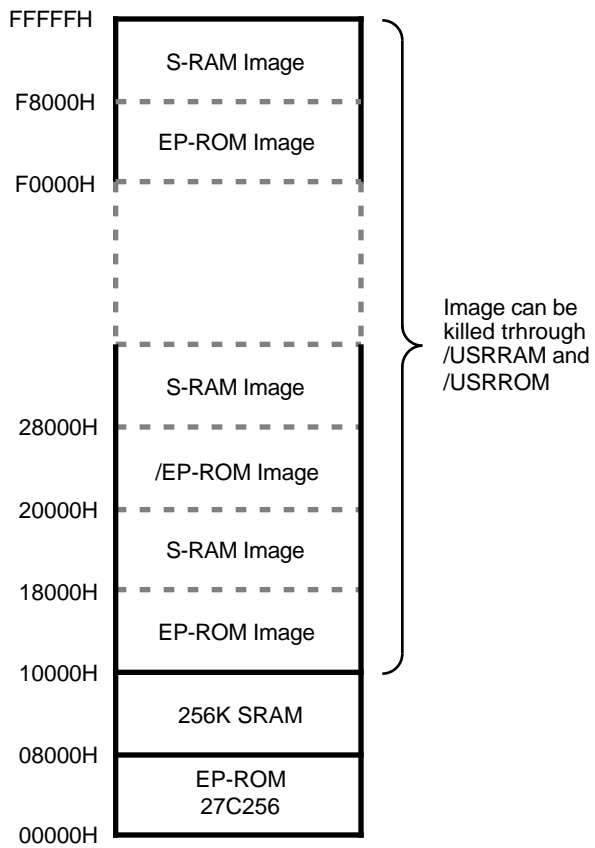 FFFFFH
S-RAM Image
F8000H
EP-ROM Image
F0000H
Image can be
killed trhrough
/USRRAM and
/USRROM
S-RAM Image
28000H
/EP-ROM Image
20000H
S-RAM Image
18000H
EP-ROM Image
10000H
256K SRAM
08000H
EP-ROM
27C256
00000H